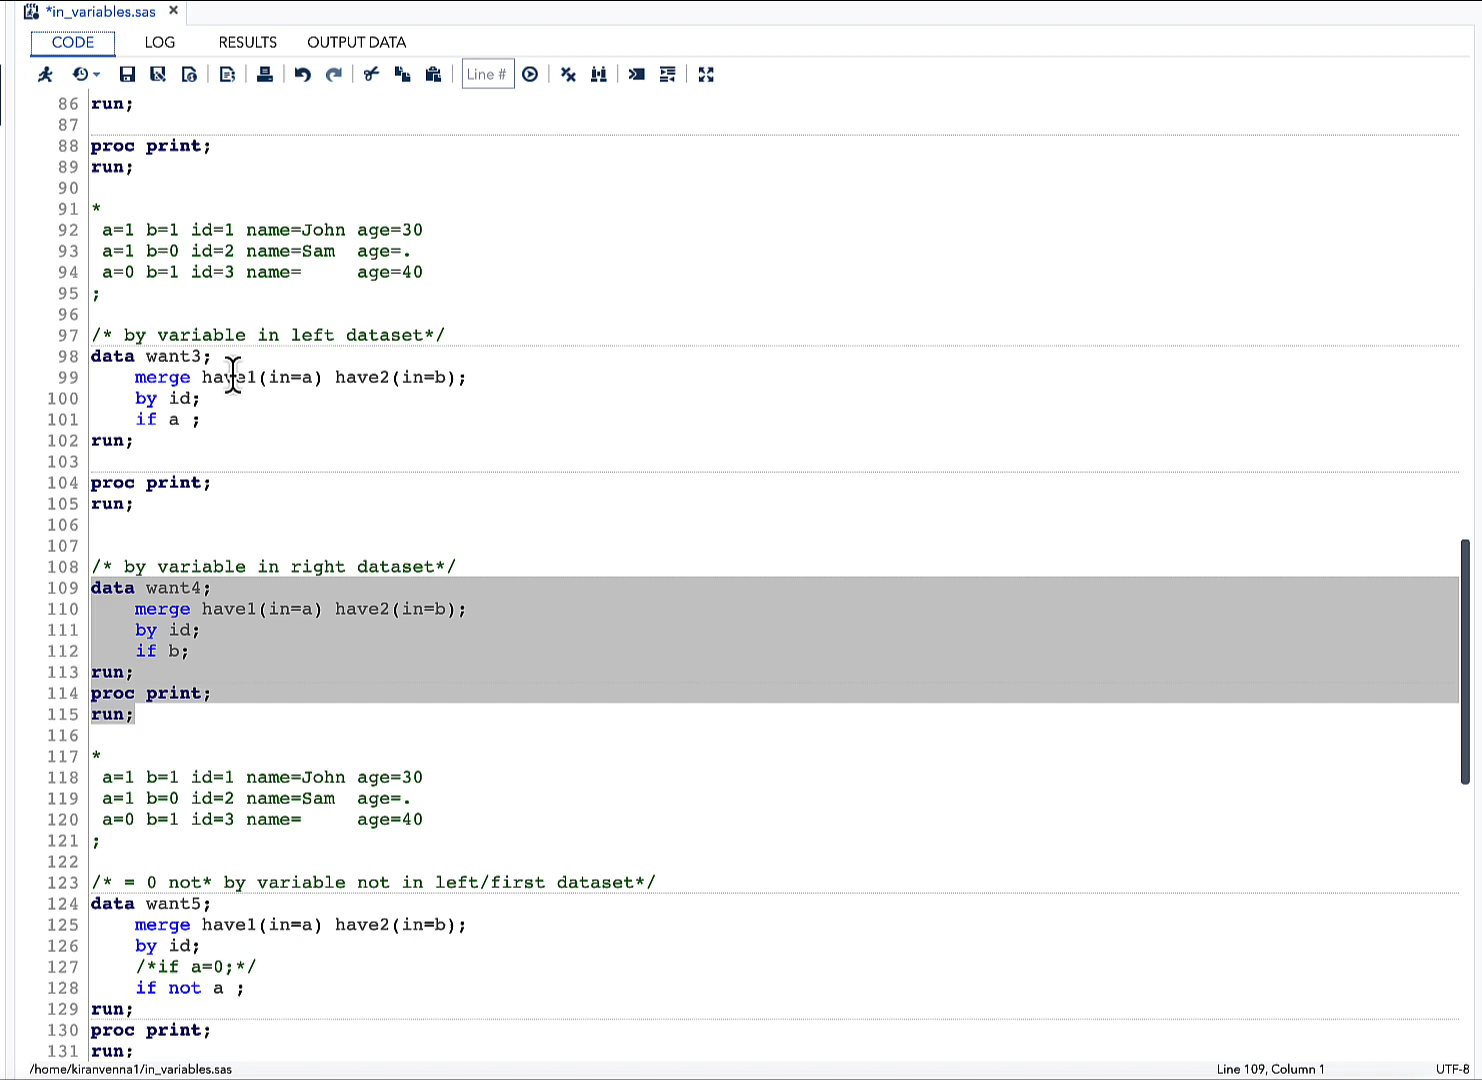 *in_variables.sas ×
CODE LOG RESULTS OUTPUT DATA
Line #
86 run;
87
88 proc print;
89 run;
90
91 *
92  a=1 b=1 id=1 name=John age=30
93  a=1 b=0 id=2 name=Sam  age=.
94  a=0 b=1 id=3 name=     age=40
95 ;
96
97 /* by variable in left dataset*/
98 data want3;
99     merge have1(in=a) have2(in=b);
100     by id;
101     if a ;
102 run;
103
104 proc print;
105 run;
106
107
108 /* by variable in right dataset*/
109 data want4;
110     merge have1(in=a) have2(in=b);
111     by id;
112     if b;
113 run;
114 proc print;
115 run;
116
117 *
118  a=1 b=1 id=1 name=John age=30
119  a=1 b=0 id=2 name=Sam  age=.
120  a=0 b=1 id=3 name=     age=40
121 ;
122
123 /* = 0 not* by variable not in left/first dataset*/
124 data want5;
125     merge have1(in=a) have2(in=b);
126     by id;
127     /*if a=0;*/
128     if not a ;
129 run;
130 proc print;
131 run;
/home/kiranvenna1/in_variables.sas Line 109, Column 1 UTF-8